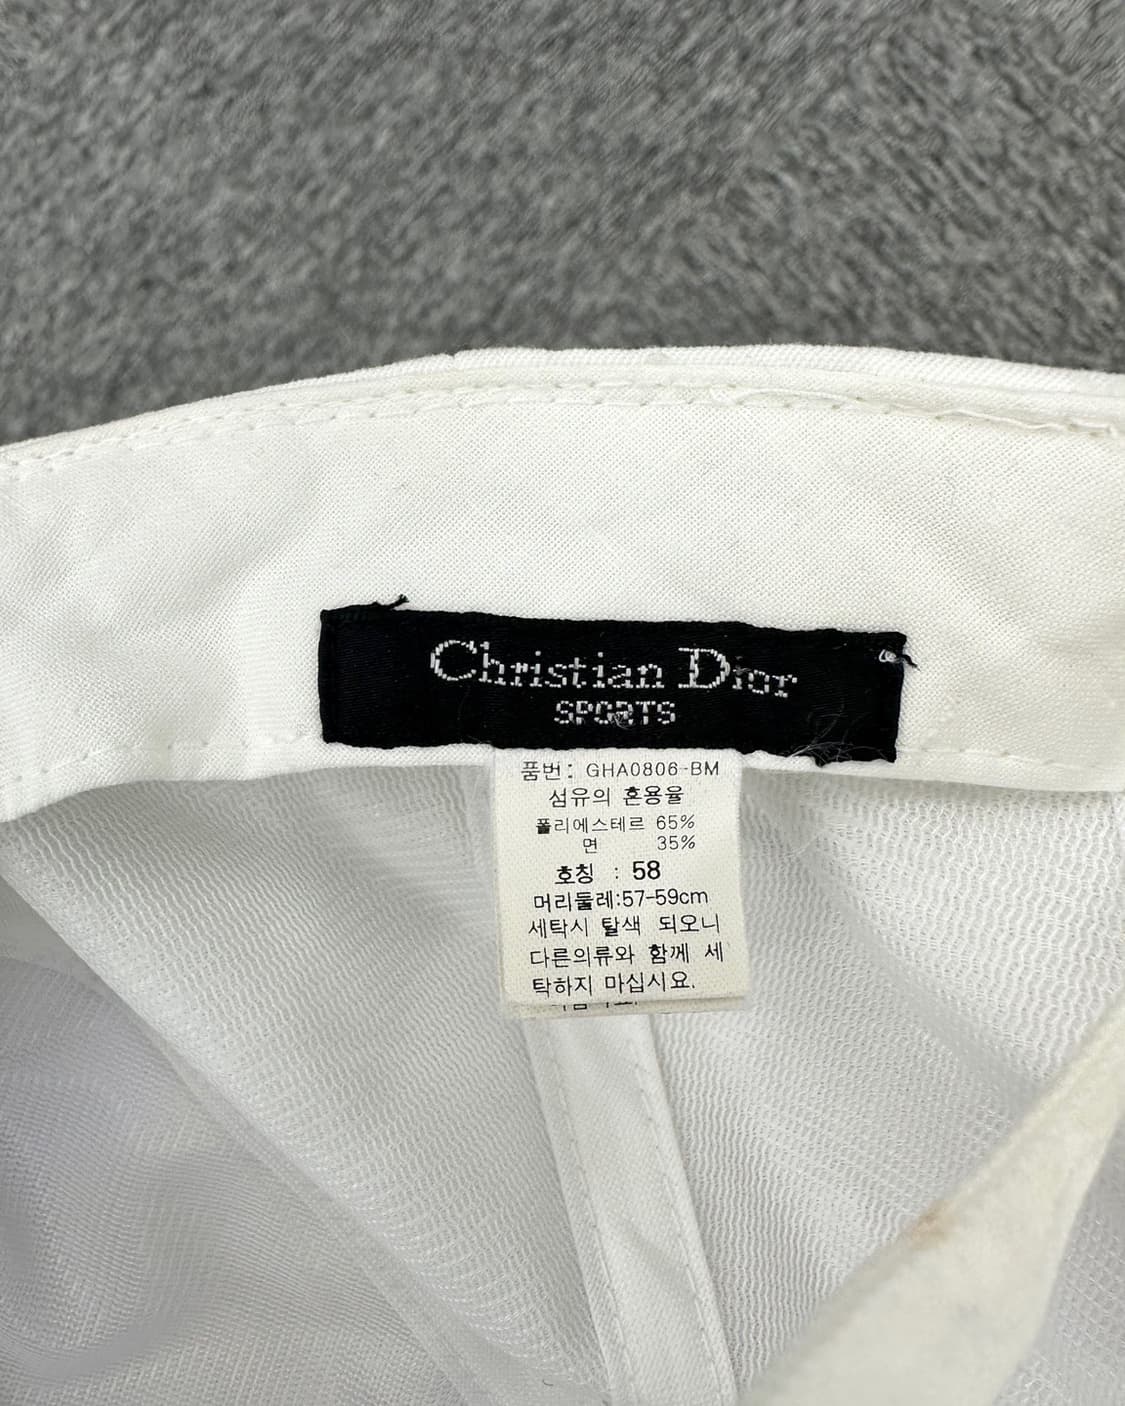 Christian Dior
SPORTS
품번: GHA0806-BM
섬유의 혼용율
폴리에스테르 65%
면 35%
호칭 : 58
머리둘레:57-59cm
세탁시 탈색 되오니
다른의류와 함께 세
탁하지 마십시요.